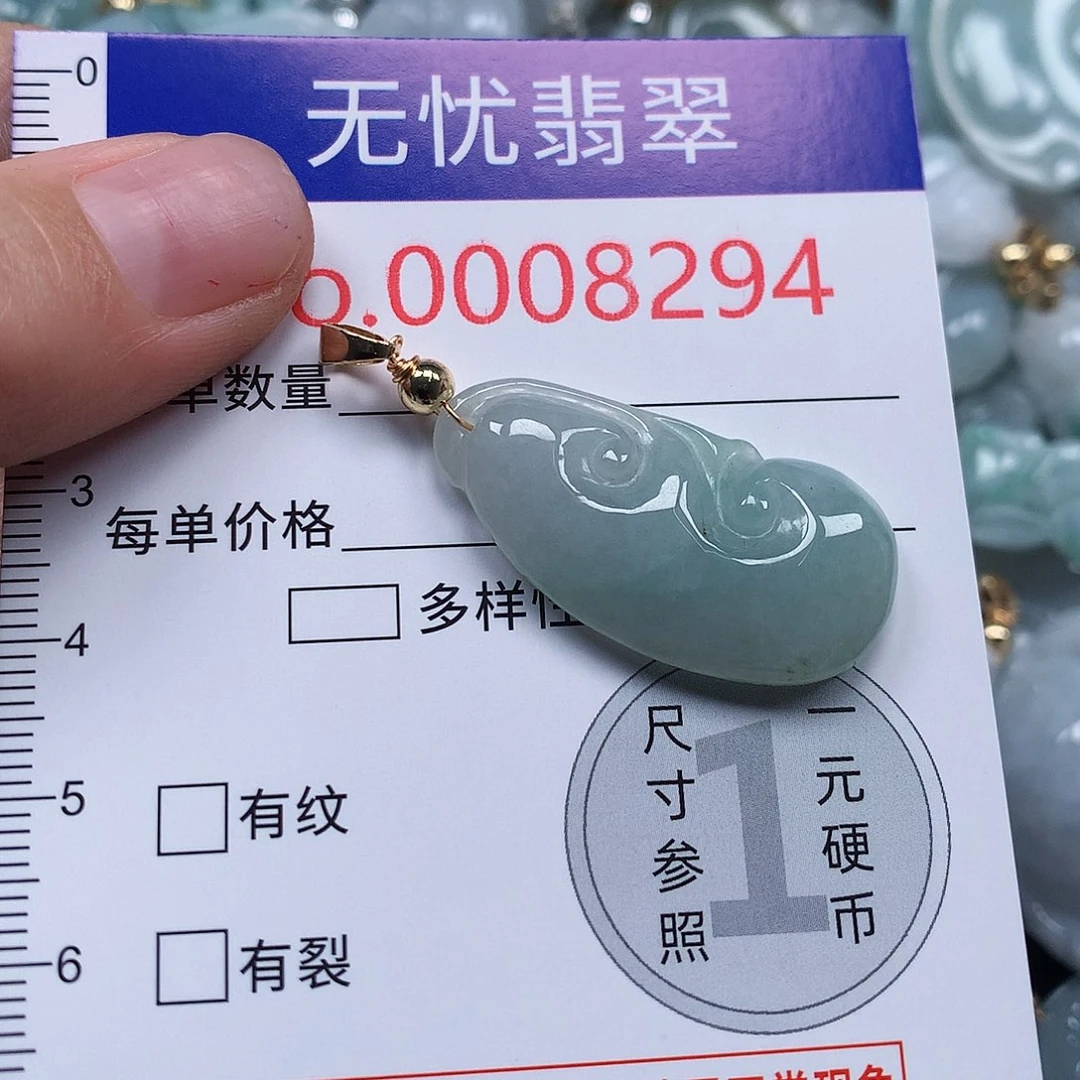 无忧翡翠
o.0008294
0
单数量
3
每单价格
多样性
4
5
有纹
6
有裂
尺寸参照
1
一元硬币